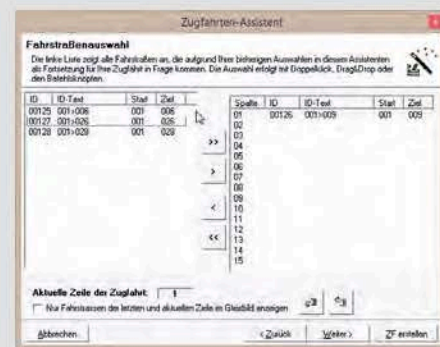 Zugfahrten-Assistent
Fahrstraßenauswahl
Die linke Liste zeigt alle Fahrstraßen an, die aufgrund Ihrer bisherigen Auswahlen in diesem Assistenten
als Fortsetzung für Ihre Zugfahrt in Frage kommen. Die Auswahl erfolgt mit Doppelklick, Drag&Drop oder
den Befehlsknöpfen.
ID ID-Text Start Ziel
00125 001>006 001 006
00127 001>026 001 026
00128 001>028 001 028
>>
>
<
<<
Spalte ID ID-Text Start Ziel
01 00126 001>009 001 009
02
03
04
05
06
07
08
09
10
11
12
13
14
15
Aktuelle Zeile der Zugfahrt: 1
Nur Fahrstrassen der letzten und aktuellen Zeile im Gleisbild anzeigen
Abbrechen
< Zurück
Weiter >
ZF erstellen